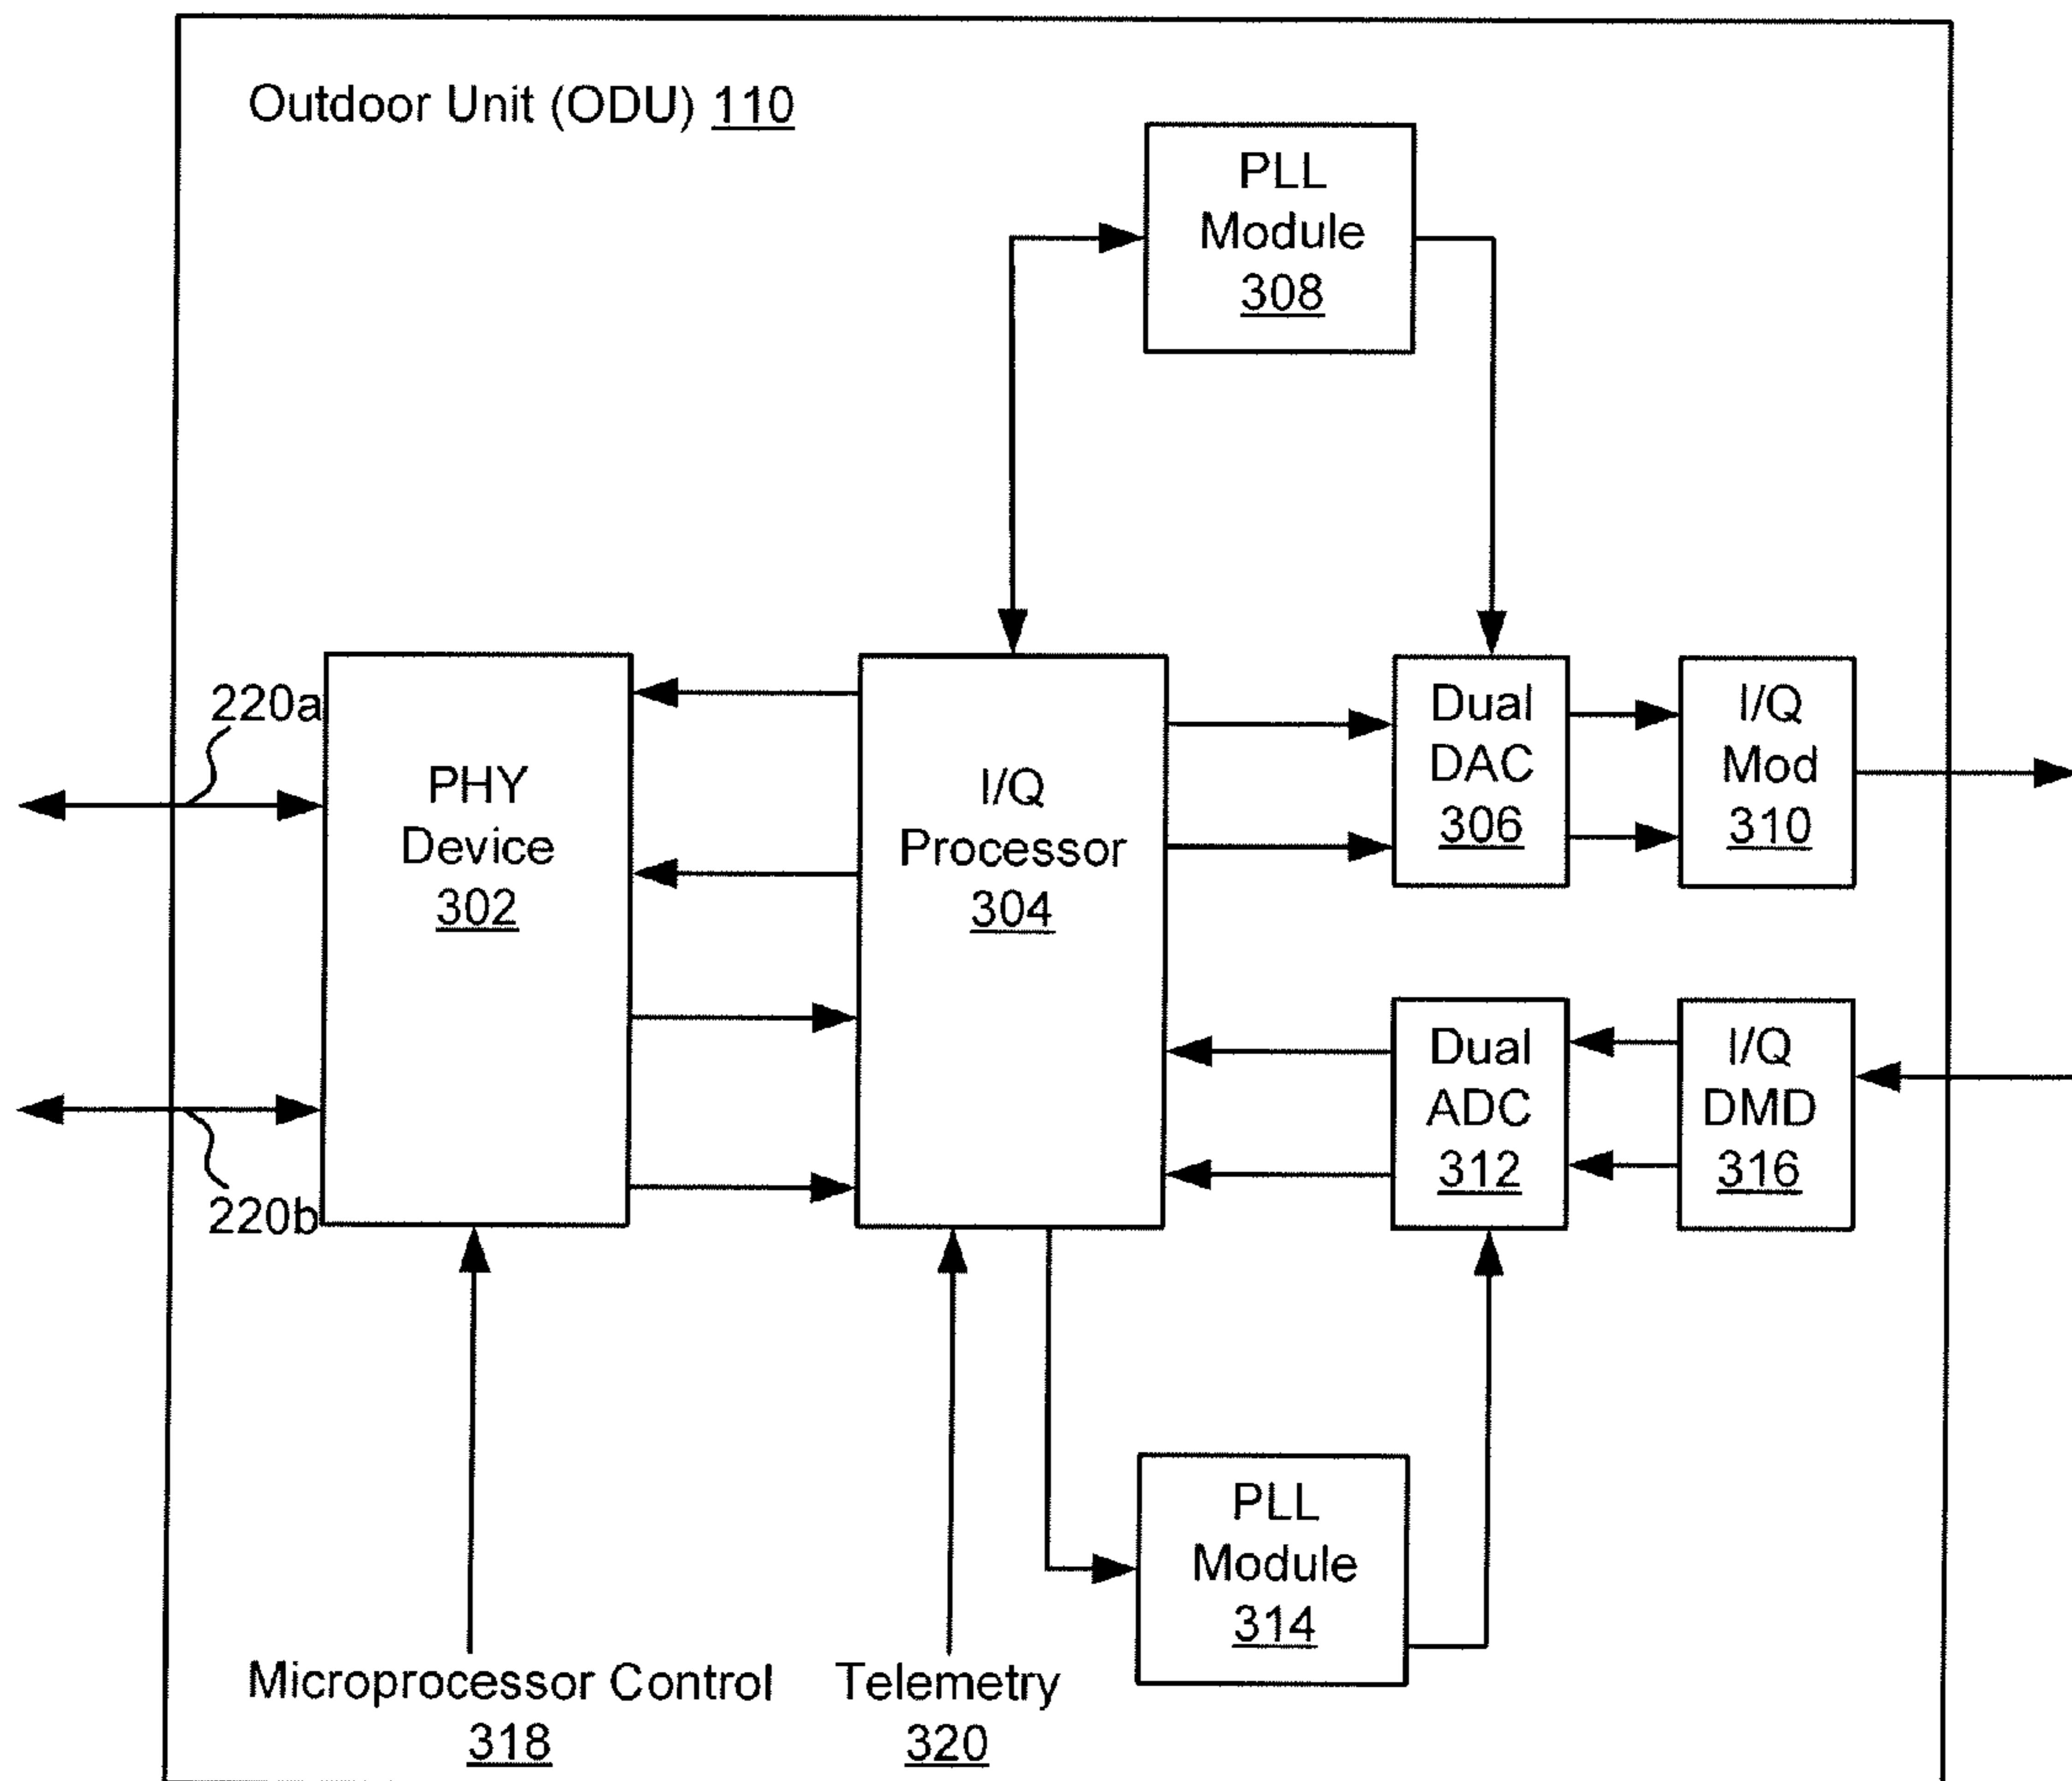 Outdoor Unit (ODU) 110
PLL
Module
308
220a
PHY
Device
302
I/Q
Processor
304
Dual
DAC
306
I/Q
Mod
310
220b
Dual
ADC
312
I/Q
DMD
316
PLL
Module
314
Microprocessor Control
318
Telemetry
320